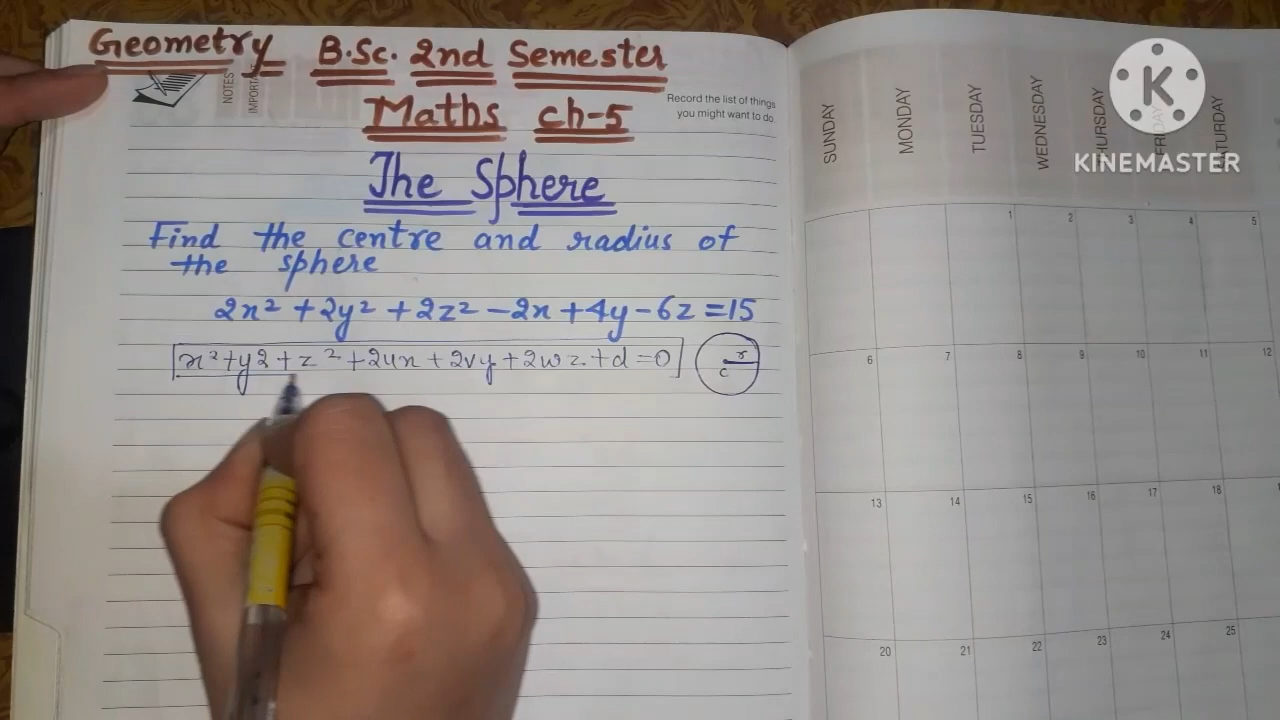 Geometry B.Sc. 2nd Semester
NOTES
Maths ch-5
Record the list of things
you might want to do
The Sphere
Find the centre and radius of
the sphere
2x² + 2y² + 2z² - 2x + 4y - 6z = 15
x² + y2 + z² + 2ux + 2vy + 2wz + d = 0
r
c
SUNDAY MONDAY TUESDAY WEDNESDAY
KINEMASTER
1 2 3 4 5
6 7 8 9 10 11 12
13 14 15 16 17 18
20 21 22 23 24 25